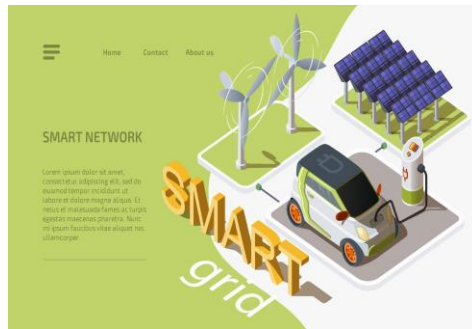 Home Contact About us
SMART NETWORK
Lorem ipsum dolor sit amet,
consectetur adipiscing elit, sed do
eiusmod tempor incididunt ut
labore et dolore magna aliqua. Et
netus et malesuada fames ac turpis
egestas maecenas pharetra. Nunc
mi ipsum faucibus vitae aliquet nec
ullamcorper.
SMART
grid